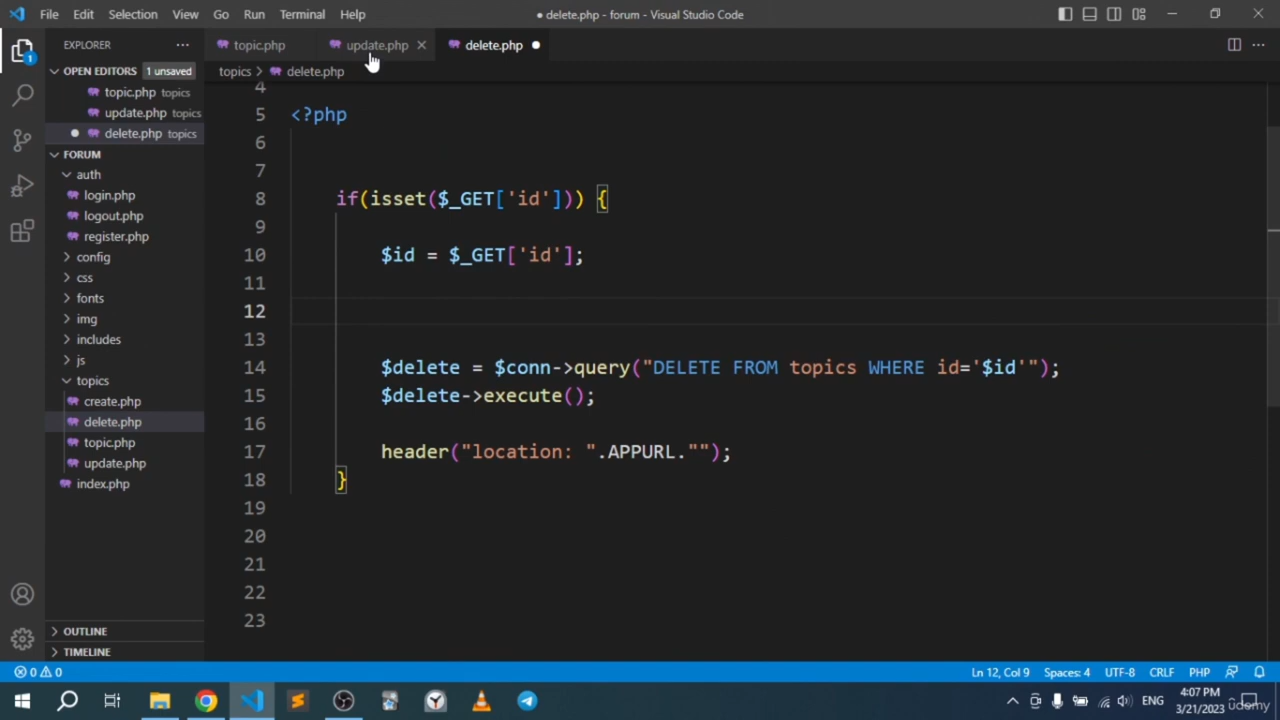 File Edit Selection View Go Run Terminal Help
● delete.php - forum - Visual Studio Code
EXPLORER
topic.php update.php delete.php
OPEN EDITORS 1 unsaved
topics > delete.php
topic.php topics
update.php topics
delete.php topics
FORUM
auth
login.php
logout.php
register.php
config
css
fonts
img
includes
js
topics
create.php
delete.php
topic.php
update.php
index.php
OUTLINE
TIMELINE
4
5 <?php
6
7
8 if(isset($_GET['id'])) {
9
10 $id = $_GET['id'];
11
12
13
14 $delete = $conn->query("DELETE FROM topics WHERE id='$id'");
15 $delete->execute();
16
17 header("location: ".APPURL."");
18 }
19
20
21
22
23
1
0 0
Ln 12, Col 9 Spaces: 4 UTF-8 CRLF PHP
ENG
4:07 PM
3/21/2023
udemy